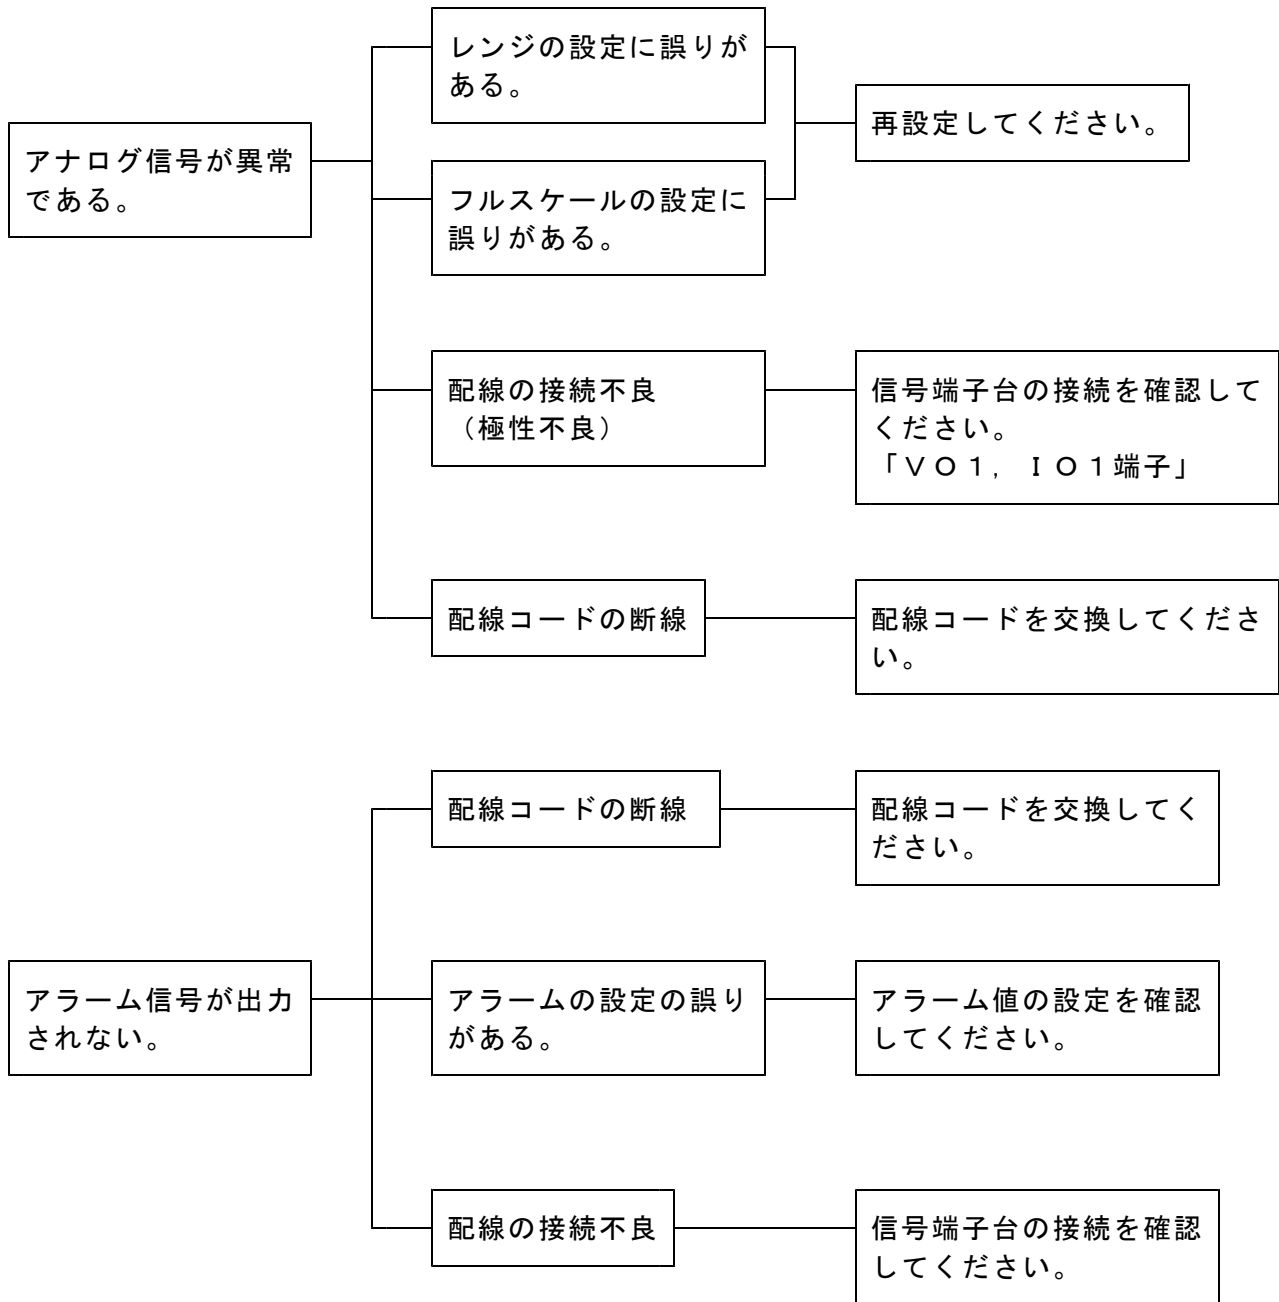 レンジの設定に誤りが
ある。
再設定してください。
アナログ信号が異常
である。
フルスケールの設定に
誤りがある。
配線の接続不良
（極性不良）
信号端子台の接続を確認して
ください。
「ＶＯ１，ＩＯ１端子」
配線コードの断線
配線コードを交換してくださ
い。
配線コードの断線
配線コードを交換してく
ださい。
アラーム信号が出力
されない。
アラームの設定の誤り
がある。
アラーム値の設定を確認
してください。
配線の接続不良
信号端子台の接続を確認
してください。